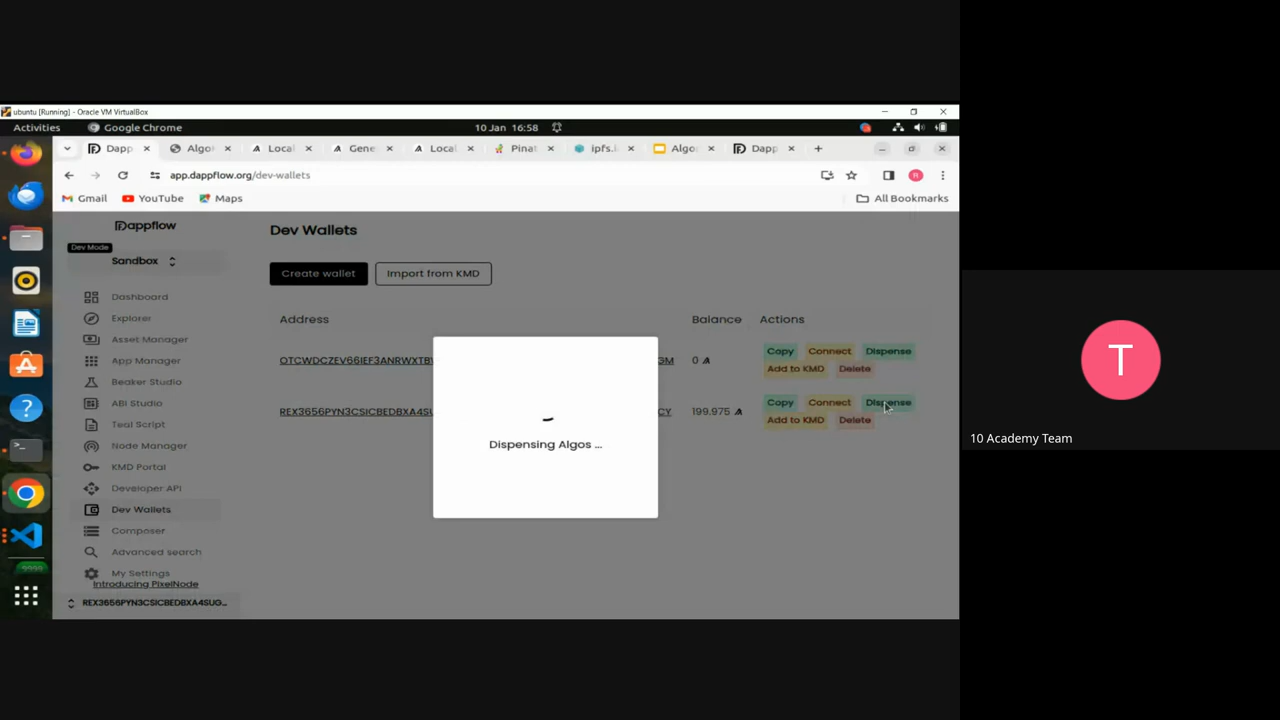 ubuntu [Running] - Oracle VM VirtualBox
Activities
Google Chrome
10 Jan 16:58
Dapp
Algo
Local
Gene
Local
Pinat
ipfs.
Algor
Dapp
app.dappflow.org/dev-wallets
Gmail
YouTube
Maps
All Bookmarks
Dappflow
Dev Mode
Sandbox
Dashboard
Explorer
Asset Manager
App Manager
Beaker Studio
ABI Studio
Teal Script
Node Manager
KMD Portal
Developer API
Dev Wallets
Composer
Advanced search
My Settings
Introducing PixelNode
REX3656PYN3CSICBEDBXA4SUG...
Dev Wallets
Create wallet
Import from KMD
Address
Balance
Actions
OTCWDCZEV66IEF3ANRWXTB
GM
0
Copy
Connect
Dispense
Add to KMD
Delete
REX3656PYN3CSICBEDBXA4SU
CY
199.975
Copy
Connect
Dispense
Add to KMD
Delete
Dispensing Algos ...
T
10 Academy Team